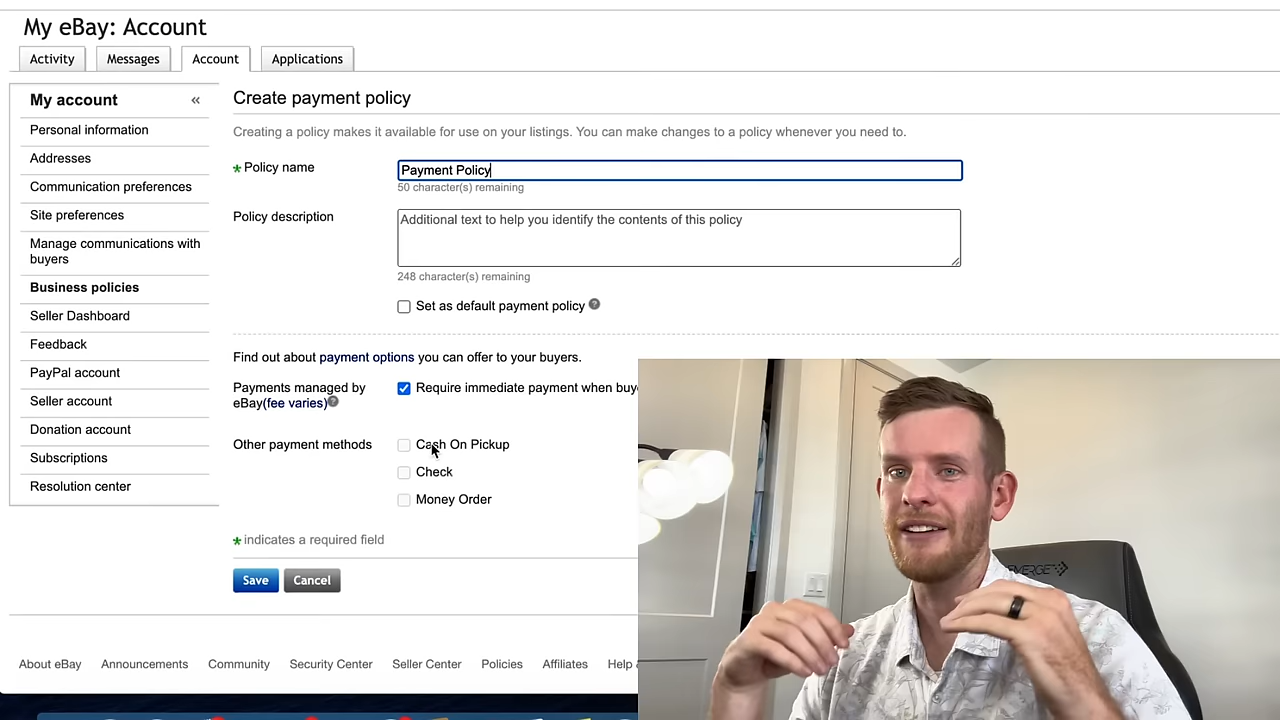 My eBay: Account
Activity
Messages
Account
Applications
My account
«
Personal information
Addresses
Communication preferences
Site preferences
Manage communications with
buyers
Business policies
Seller Dashboard
Feedback
PayPal account
Seller account
Donation account
Subscriptions
Resolution center
Create payment policy
Creating a policy makes it available for use on your listings. You can make changes to a policy whenever you need to.
* Policy name
Payment Policy
50 character(s) remaining
Policy description
Additional text to help you identify the contents of this policy
248 character(s) remaining
Set as default payment policy ?
Find out about payment options you can offer to your buyers.
Payments managed by
eBay(fee varies)?
Require immediate payment when buye
Other payment methods
Cash On Pickup
Check
Money Order
* indicates a required field
Save
Cancel
About eBay
Announcements
Community
Security Center
Seller Center
Policies
Affiliates
Help